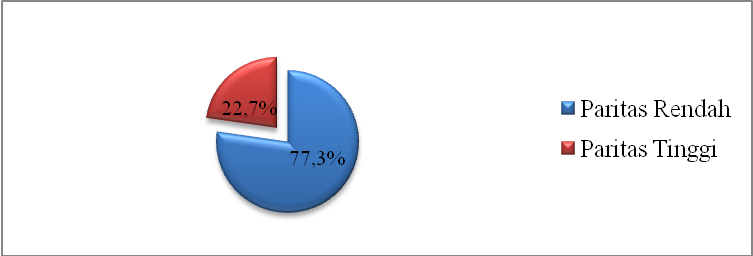 22,7%
77,3%
Paritas Rendah
Paritas Tinggi